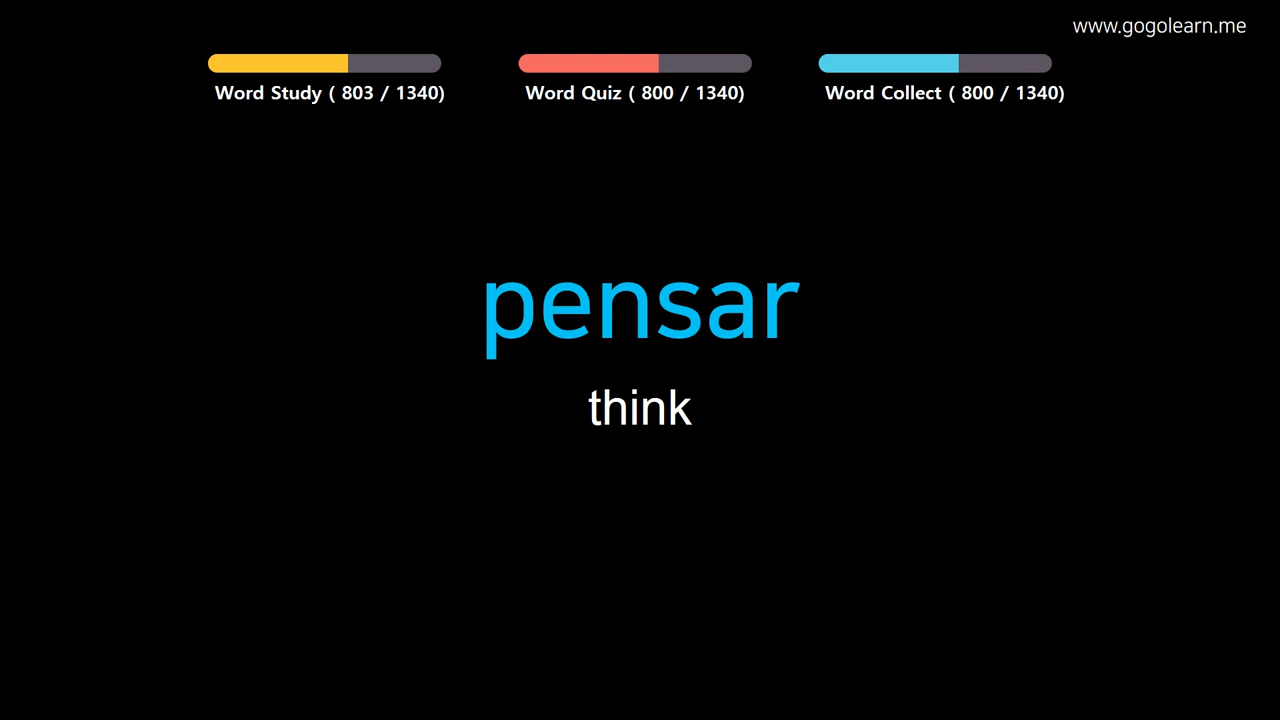 www.gogolearn.me
Word Study ( 803 / 1340)
Word Quiz ( 800 / 1340)
Word Collect ( 800 / 1340)
pensar
think